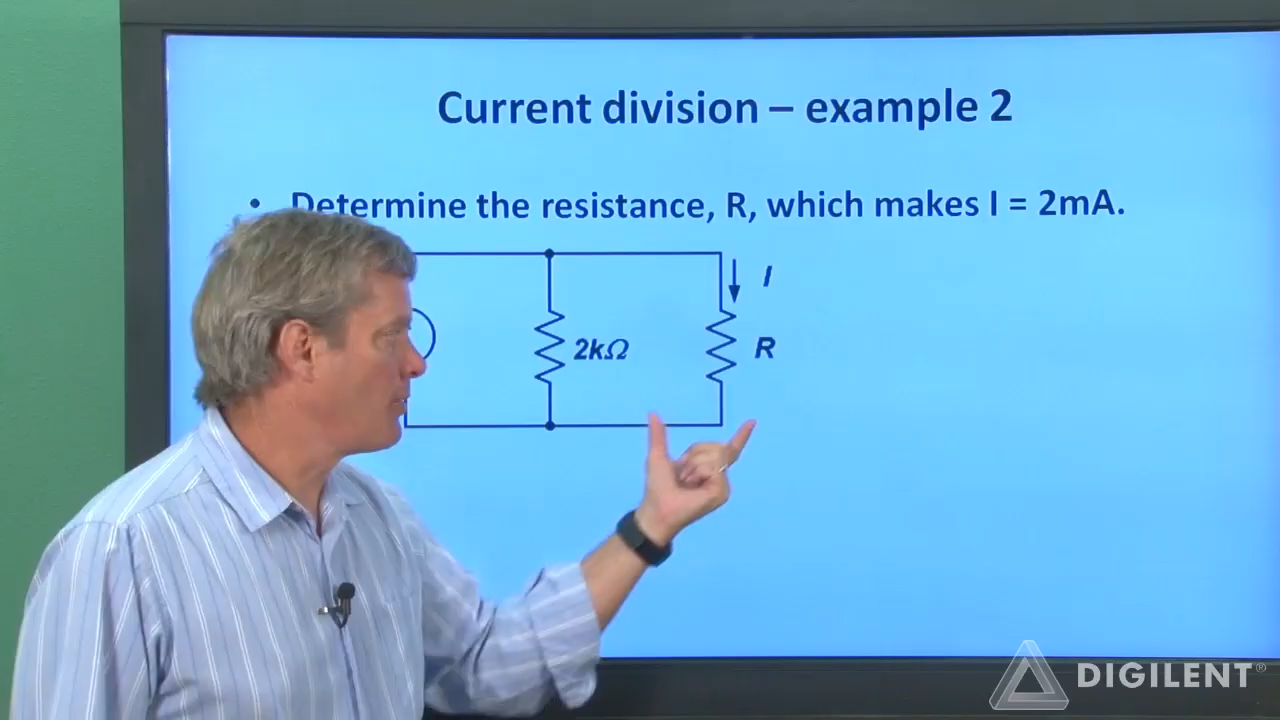 Current division – example 2
• Determine the resistance, R, which makes I = 2mA.
I
2kΩ
R
DIGILENT®